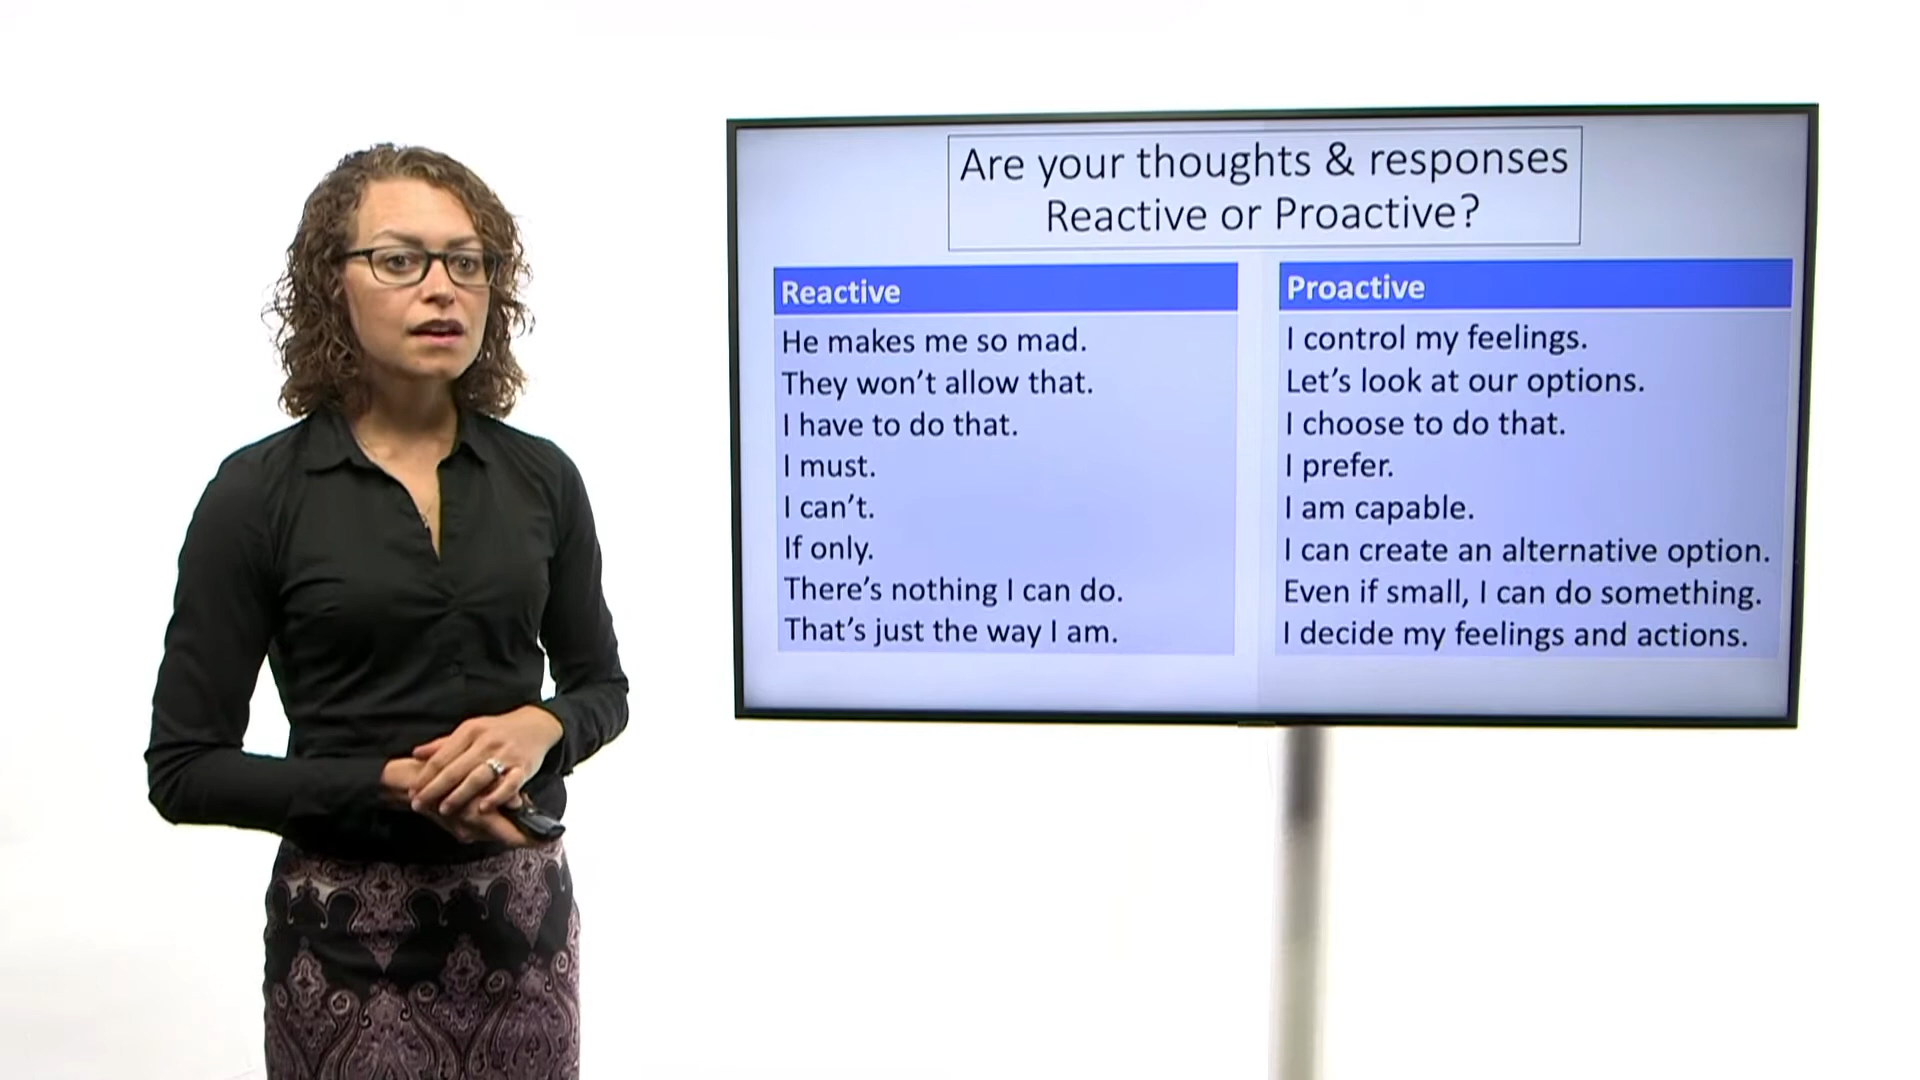 Are your thoughts & responses
Reactive or Proactive?
Reactive
He makes me so mad.
They won't allow that.
I have to do that.
I must.
I can't.
If only.
There's nothing I can do.
That's just the way I am.
Proactive
I control my feelings.
Let's look at our options.
I choose to do that.
I prefer.
I am capable.
I can create an alternative option.
Even if small, I can do something.
I decide my feelings and actions.